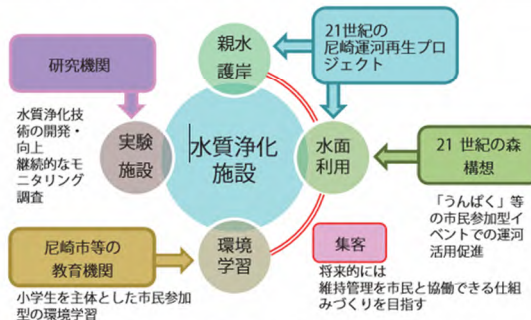 21世紀の
尼崎運河再生プロ
ジェクト
親水
護岸
研究機関
水質浄化技
術の開発・
向上
継続的なモ
ニタリング
調査
実験
施設
水質浄化
施設
水面
利用
21 世紀の森
構想
「うんぱく」等
の市民参加型イ
ベントでの運河
活用促進
尼崎市等の
教育機関
環境
学習
集客
小学生を主体とした市民参加
型の環境学習
将来的には
維持管理を市民と協働できる仕組
みづくりを目指す